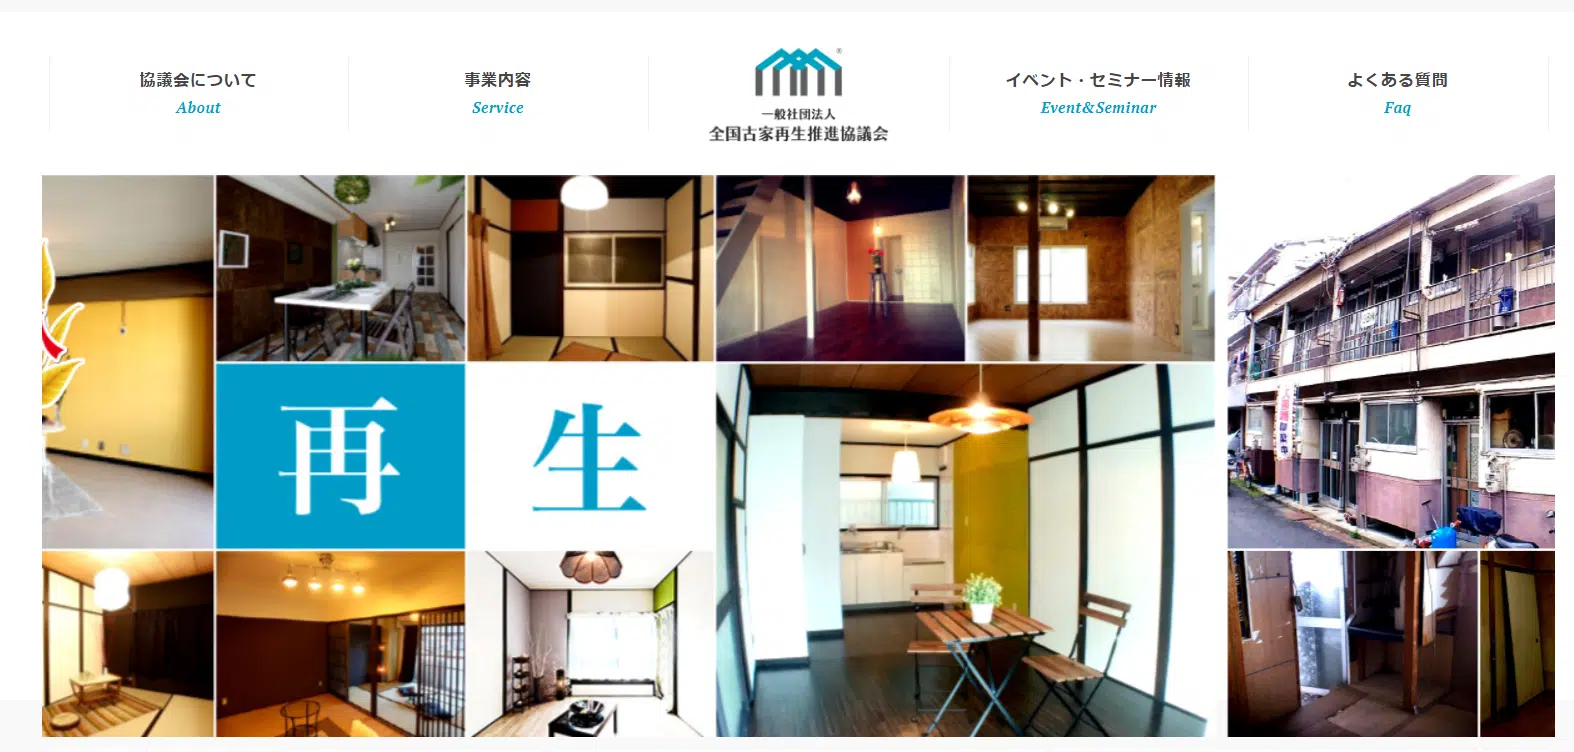 協議会について
About
事業内容
Service
®
一般社団法人
全国古家再生推進協議会
イベント・セミナー情報
Event&Seminar
よくある質問
Faq
再 生